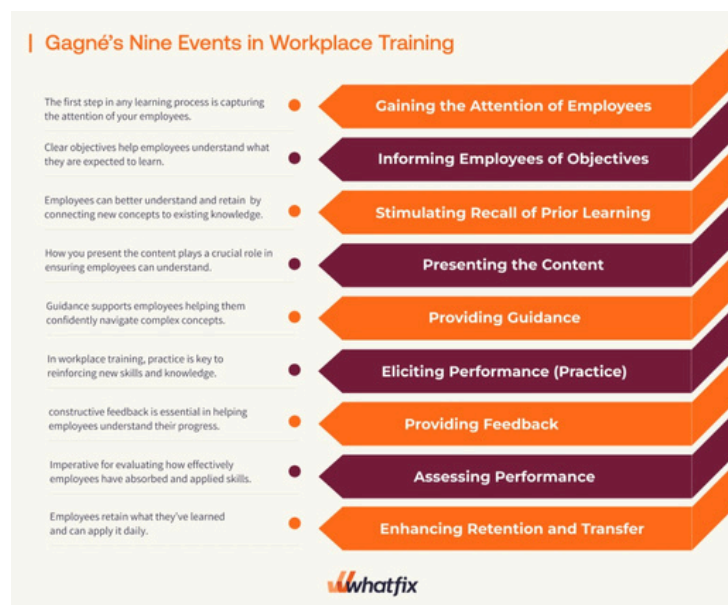 Gagné's Nine Events in Workplace Training
The first step in any learning process is capturing
the attention of your employees.
Gaining the Attention of Employees
Clear objectives help employees understand what
they are expected to learn.
Informing Employees of Objectives
Employees can better understand and retain by
connecting new concepts to existing knowledge.
Stimulating Recall of Prior Learning
How you present the content plays a crucial role in
ensuring employees can understand.
Presenting the Content
Guidance supports employees helping them
confidently navigate complex concepts.
Providing Guidance
In workplace training, practice is key to
reinforcing new skills and knowledge.
Eliciting Performance (Practice)
constructive feedback is essential in helping
employees understand their progress.
Providing Feedback
Imperative for evaluating how effectively
employees have absorbed and applied skills.
Assessing Performance
Employees retain what they've learned
and can apply it daily.
Enhancing Retention and Transfer
whatfix